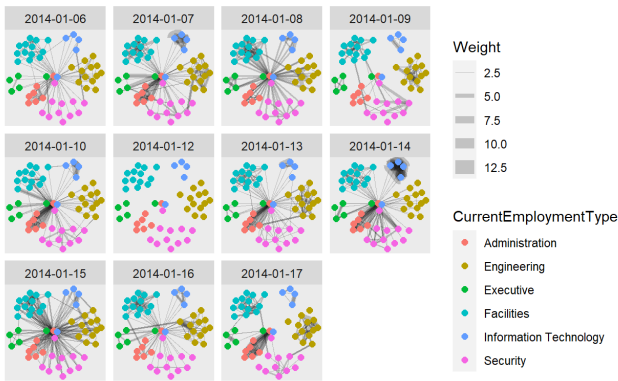 2014-01-06
2014-01-07
2014-01-08
2014-01-09
2014-01-10
2014-01-12
2014-01-13
2014-01-14
2014-01-15
2014-01-16
2014-01-17
Weight
2.5
5.0
7.5
10.0
12.5
CurrentEmploymentType
Administration
Engineering
Executive
Facilities
Information Technology
Security